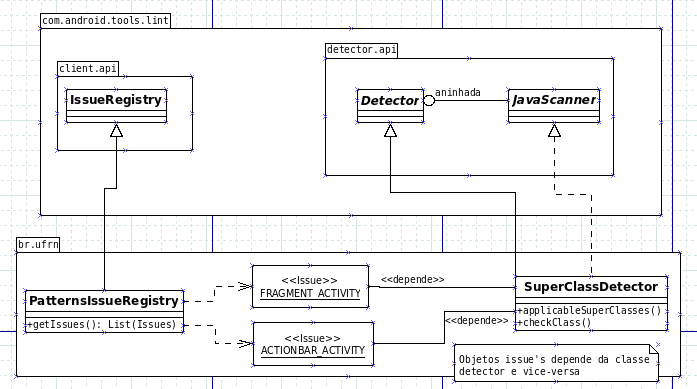 com.android.tools.lint
detector.api
client.api
IssueRegistry
Detector
aninhada
JavaScanner
br.ufrn
<<Issue>>
FRAGMENT_ACTIVITY
<<depende>>
SuperClassDetector
+applicableSuperClasses()
+checkClass()
PatternsIssueRegistry
+getIssues(): List(Issues)
<<depende>>
<<Issue>>
ACTIONBAR_ACTIVITY
Objetos issue's depende da classe
detector e vice-versa